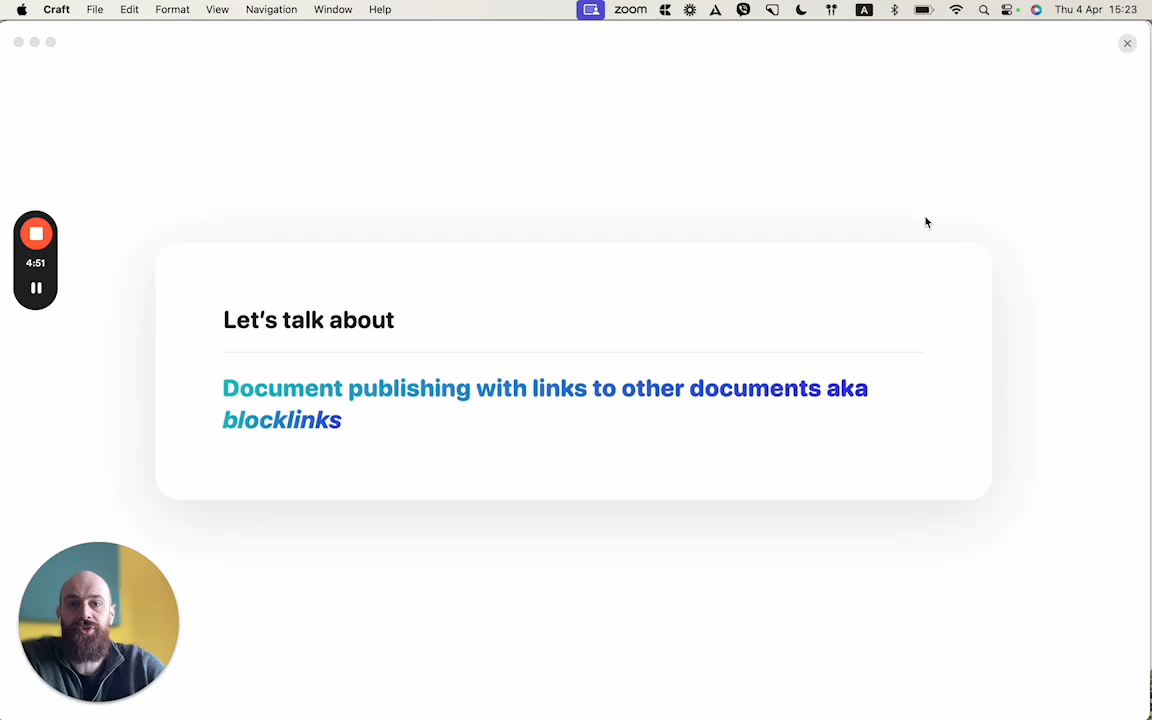 Craft File Edit Format View Navigation Window Help zoom A Thu 4 Apr 15:23
4:51
Let's talk about
Document publishing with links to other documents aka
blocklinks